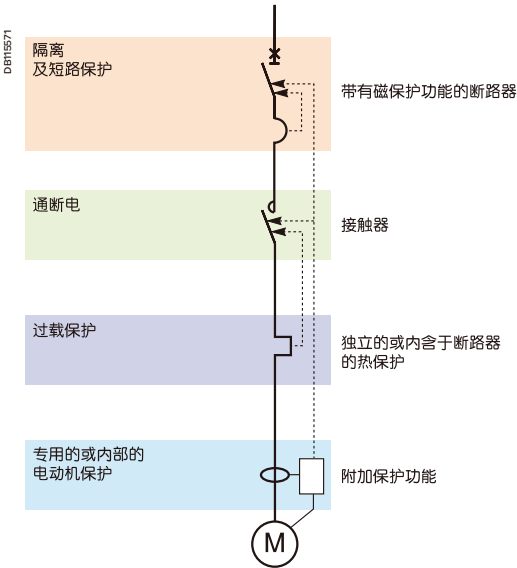 DB115571
隔离
及短路保护
带有磁保护功能的断路器
通断电
接触器
过载保护
独立的或内含于断路器
的热保护
专用的或内部的
电动机保护
附加保护功能
M